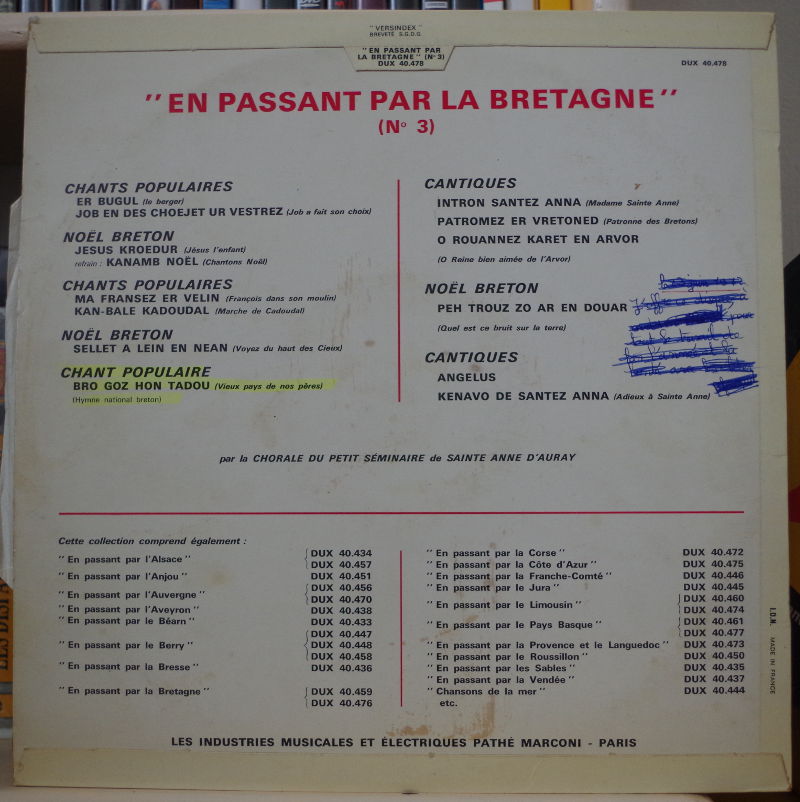 "VERSINDEX"
BREVETÉ S.G.D.G.
"EN PASSANT PAR
LA BRETAGNE" (N° 3)
DUX 40.478
DUX 40.478
"EN PASSANT PAR LA BRETAGNE"
(N° 3)
CHANTS POPULAIRES
ER BUGUL (le berger)
JOB EN DES CHOEJET UR VESTREZ (Job a fait son choix)
NOËL BRETON
JESUS KROEDUR (Jésus l'enfant)
refrain : KANAMB NOËL (Chantons Noël)
CHANTS POPULAIRES
MA FRANSEZ ER VELIN (François dans son moulin)
KAN-BALE KADOUDAL (Marche de Cadoudal)
NOËL BRETON
SELLET A LEIN EN NEAN (Voyez du haut des Cieux)
CHANT POPULAIRE
BRO GOZ HON TADOU (Vieux pays de nos pères)
(Hymne national breton)
CANTIQUES
INTRON SANTEZ ANNA (Madame Sainte Anne)
PATROMEZ ER VRETONED (Patronne des Bretons)
O ROUANNEZ KARET EN ARVOR
(O Reine bien aimée de l'Arvor)
NOËL BRETON
PEH TROUZ ZO AR EN DOUAR
(Quel est ce bruit sur la terre)
CANTIQUES
ANGELUS
KENAVO DE SANTEZ ANNA (Adieux à Sainte Anne)
par la CHORALE DU PETIT SÉMINAIRE de SAINTE ANNE D'AURAY
Cette collection comprend également :
"En passant par l'Alsace" DUX 40.434
DUX 40.457
"En passant par l'Anjou" DUX 40.451
"En passant par l'Auvergne" DUX 40.456
DUX 40.470
"En passant par l'Aveyron" DUX 40.438
"En passant par le Béarn" DUX 40.433
"En passant par le Berry" DUX 40.447
DUX 40.448
DUX 40.458
"En passant par la Bresse" DUX 40.436
"En passant par la Bretagne" DUX 40.459
DUX 40.476
"En passant par la Corse" DUX 40.472
"En passant par la Côte d'Azur" DUX 40.475
"En passant par la Franche-Comté" DUX 40.446
"En passant par le Jura" DUX 40.445
"En passant par le Limousin" DUX 40.460
DUX 40.474
"En passant par le Pays Basque" DUX 40.461
DUX 40.477
"En passant par la Provence et le Languedoc" DUX 40.473
"En passant par le Roussillon" DUX 40.450
"En passant par les Sables" DUX 40.435
"En passant par la Vendée" DUX 40.437
"Chansons de la mer" DUX 40.444
etc.
LES INDUSTRIES MUSICALES ET ÉLECTRIQUES PATHÉ MARCONI - PARIS
I.D.N. MADE IN FRANCE